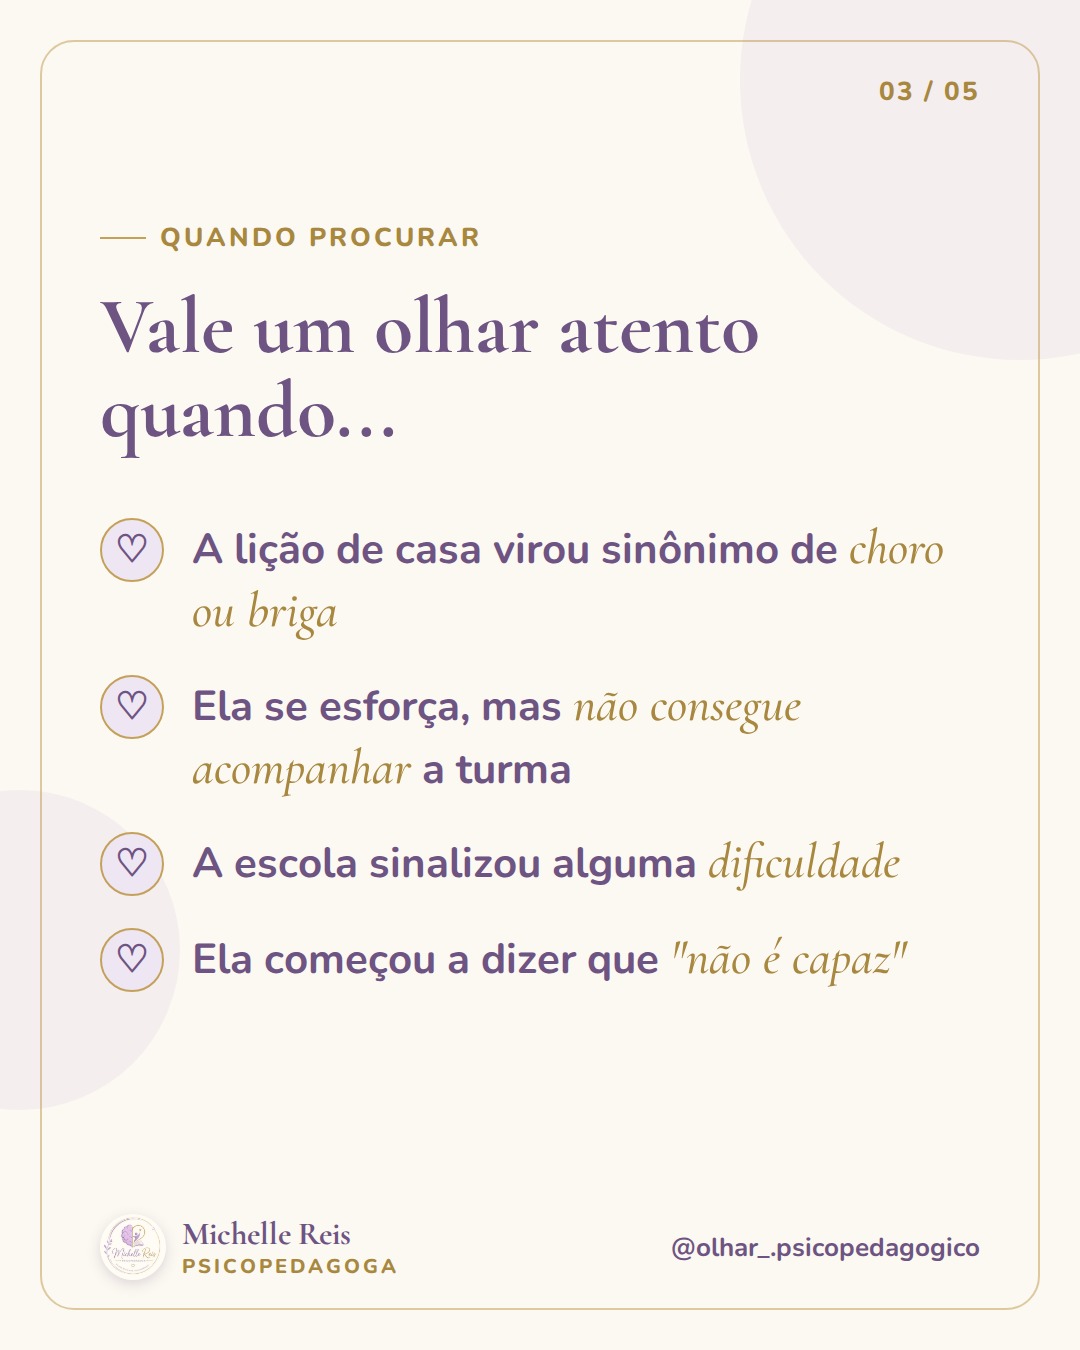 03 / 05
QUANDO PROCURAR
Vale um olhar atento
quando...
♡ A lição de casa virou sinônimo de choro
ou briga
♡ Ela se esforça, mas não consegue
acompanhar a turma
♡ A escola sinalizou alguma dificuldade
♡ Ela começou a dizer que "não é capaz"
Michelle Reis
Michelle Reis
PSICOPEDAGOGA
@olhar_.psicopedagogico